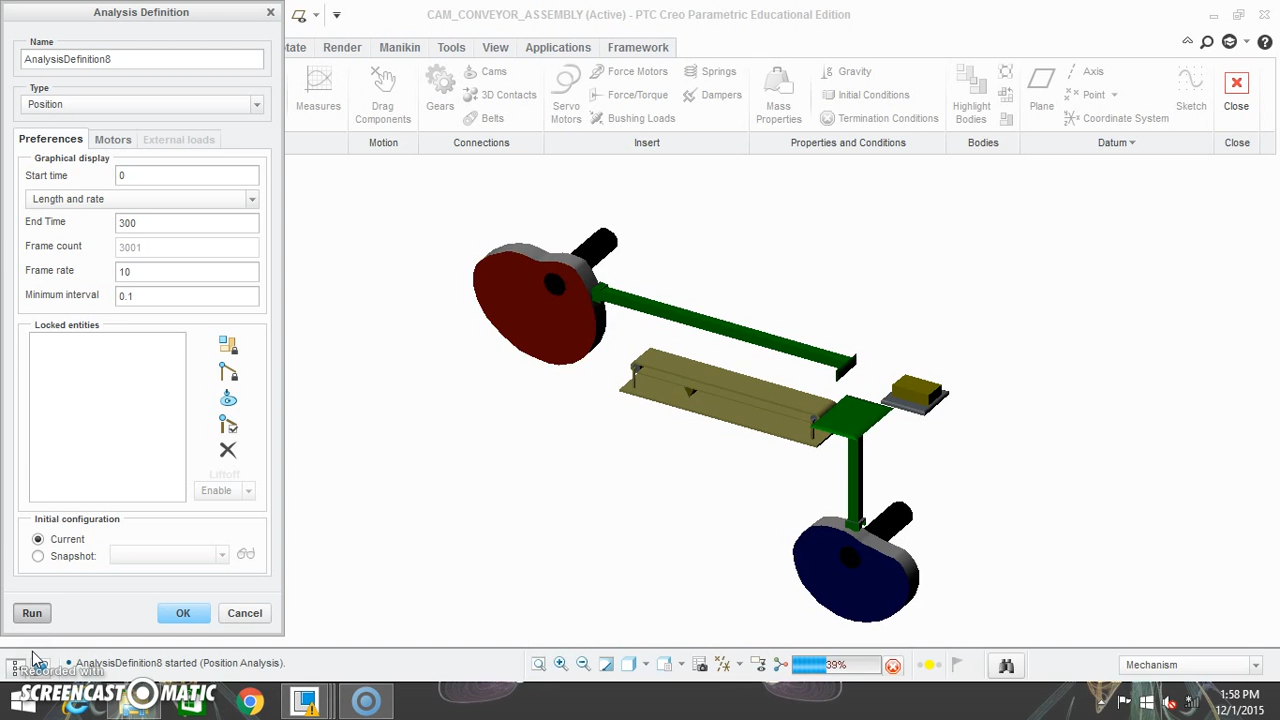 Analysis Definition
CAM_CONVEYOR_ASSEMBLY (Active) - PTC Creo Parametric Educational Edition
Name
AnalysisDefinition8
Type
Position
Preferences Motors External loads
Graphical display
Start time 0
Length and rate
End Time 300
Frame count 3001
Frame rate 10
Minimum interval 0.1
Locked entities
Liftoff
Enable
Initial configuration
Current
Snapshot:
Run OK Cancel
tate Render Manikin Tools View Applications Framework
Measures
Drag
Components
Motion
Gears
Cams
3D Contacts
Belts
Connections
Servo
Motors
Force Motors
Force/Torque
Bushing Loads
Springs
Dampers
Insert
Mass
Properties
Gravity
Initial Conditions
Termination Conditions
Properties and Conditions
Highlight
Bodies
Bodies
Plane
Axis
Point
Coordinate System
Sketch
Datum
Close
Close
AnalysisDefinition8 started (Position Analysis).
39%
Mechanism
Recorded with
SCREENCAST MATIC
1:58 PM
12/1/2015